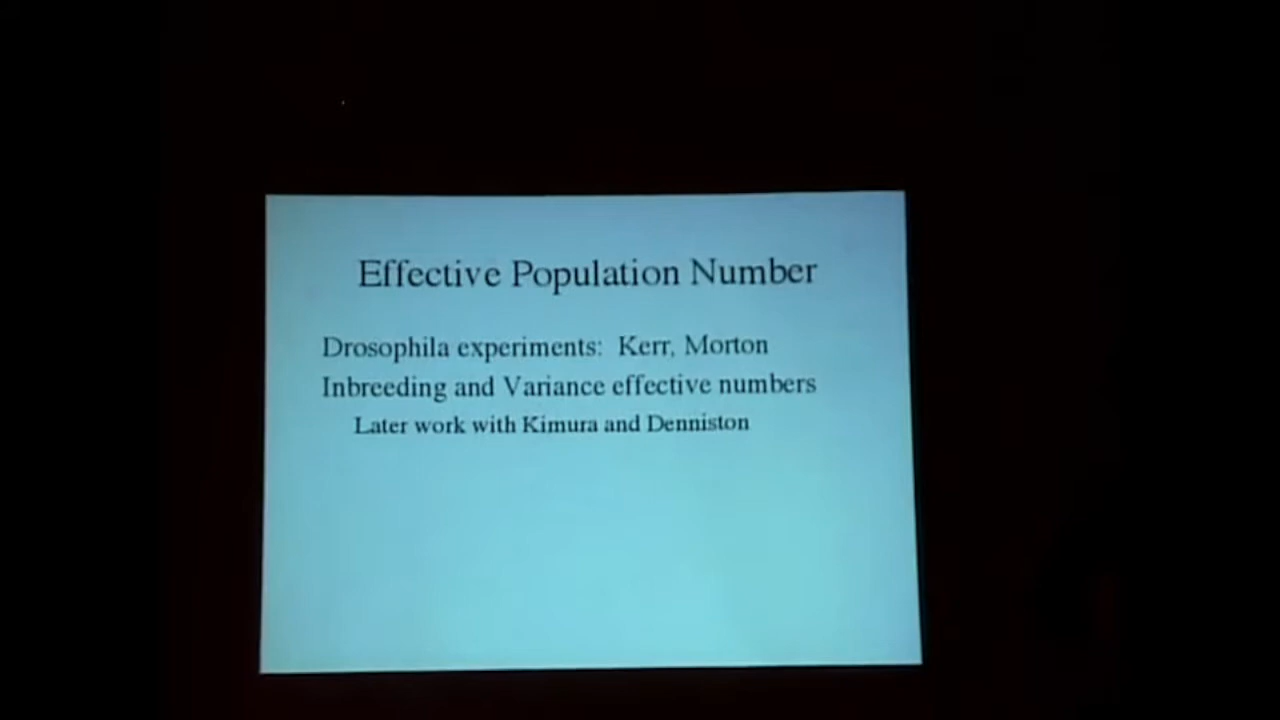 Effective Population Number
Drosophila experiments: Kerr, Morton
Inbreeding and Variance effective numbers
Later work with Kimura and Denniston